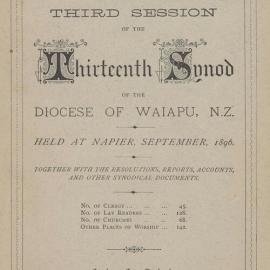 THIRD SESSION
OF THE
Thirteenth Synod
OF THE
DIOCESE OF WAIAPU, N.Z.
HELD AT NAPIER, SEPTEMBER, 1896.
TOGETHER WITH THE RESOLUTIONS, REPORTS, ACCOUNTS,
AND OTHER SYNODICAL DOCUMENTS.
No. of Clergy ... ... ... 45.
No. of Lay Readers ... ... 126.
No. of Churches ... ... 68.
Other Places of Worship ... 142.